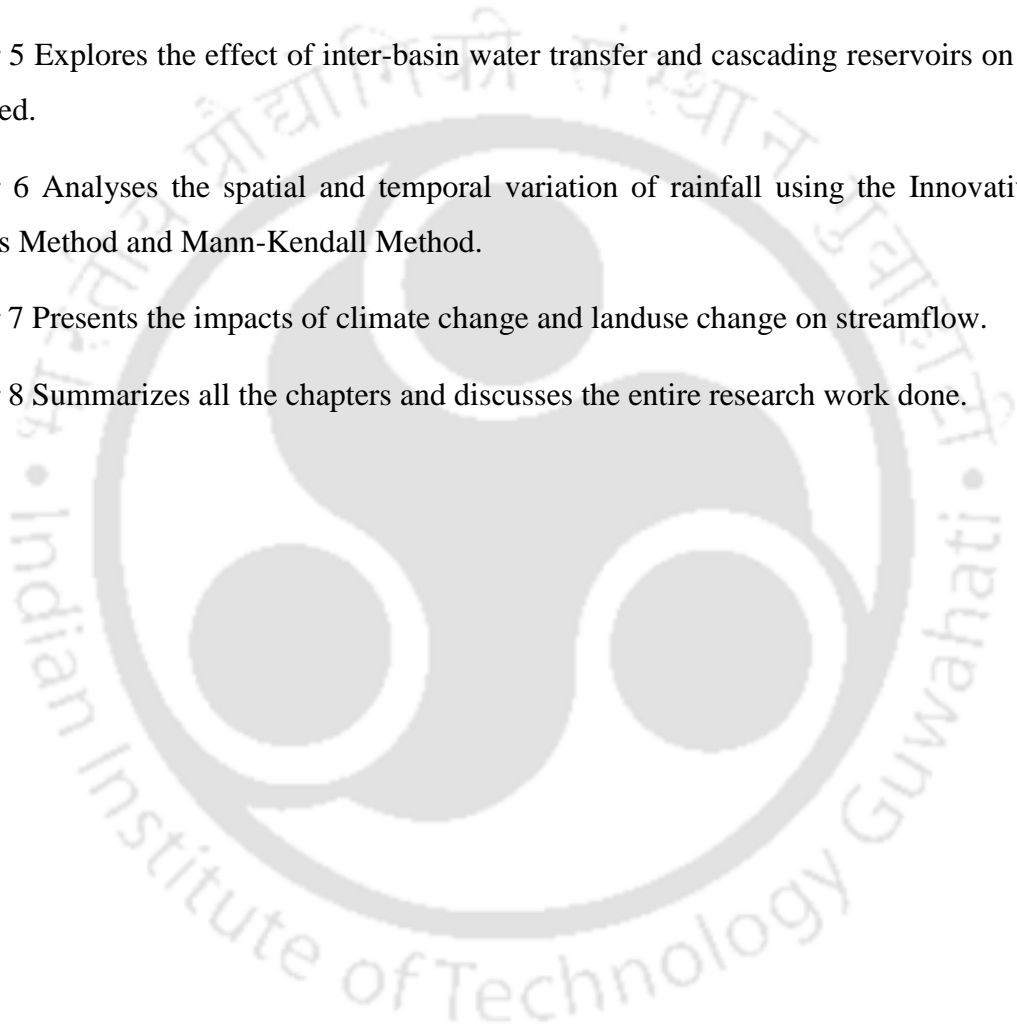 5 Explores the effect of inter-basin water transfer and cascading reservoirs on
ed.
6 Analyses the spatial and temporal variation of rainfall using the Innovativ
s Method and Mann-Kendall Method.
7 Presents the impacts of climate change and landuse change on streamflow.
8 Summarizes all the chapters and discusses the entire research work done.
भारतीय प्रौद्योगिकी संस्थान गुवाहाटी
Indian Institute of Technology Guwahati